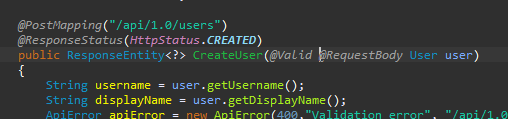 @PostMapping("/api/1.0/users")
@ResponseStatus(HttpStatus.CREATED)
public ResponseEntity<?> CreateUser(@Valid @RequestBody User user)
{
String username = user.getUsername();
String displayName = user.getDisplayName();
ApiError apiError = new ApiError(400,"Validation error", "/api/1.0